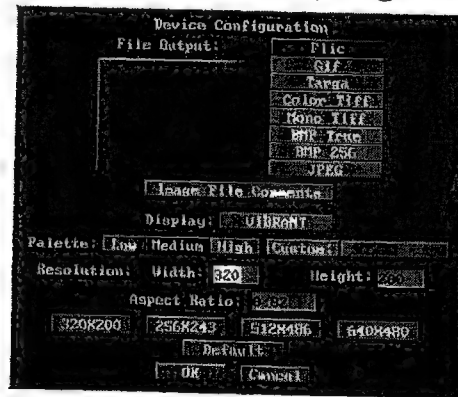 Device Configuration
File Output:
Flic
Gif
Targa
Color Tiff
Mono Tiff
BMP True
BMP 256
JPEG
Image File Comments
Display: VIBRANT
Palette: Low Medium High Custom:
Resolution: Width: 320 Height:
Aspect Ratio:
320X200 256X243 512X486 640X480
Default
OK Cancel